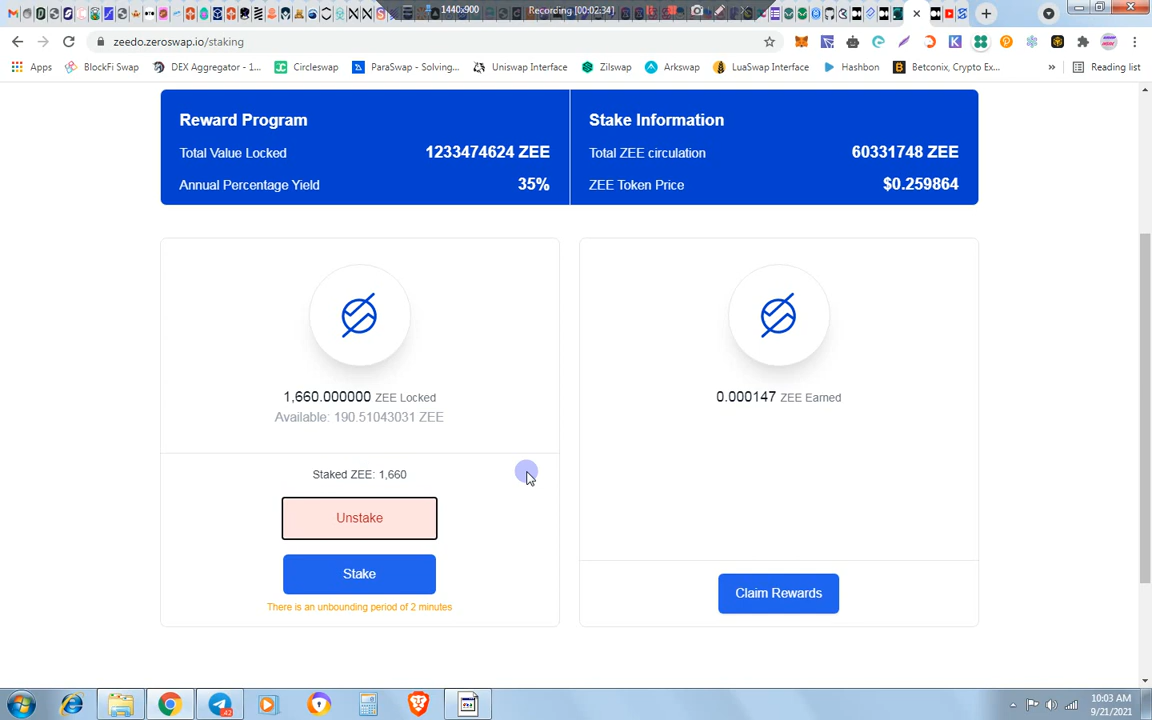 1440x900
Recording [00:02:34]
zeedo.zeroswap.io/staking
Apps
BlockFi Swap
DEX Aggregator - 1...
Circleswap
ParaSwap - Solving...
Uniswap Interface
Zilswap
Arkswap
LuaSwap Interface
Hashbon
Betconix, Crypto Ex...
»
Reading list
Reward Program
Total Value Locked
1233474624 ZEE
Annual Percentage Yield
35%
Stake Information
Total ZEE circulation
60331748 ZEE
ZEE Token Price
$0.259864
1,660.000000 ZEE Locked
Available: 190.51043031 ZEE
Staked ZEE: 1,660
Unstake
Stake
There is an unbounding period of 2 minutes
0.000147 ZEE Earned
Claim Rewards
10:03 AM
9/21/2021